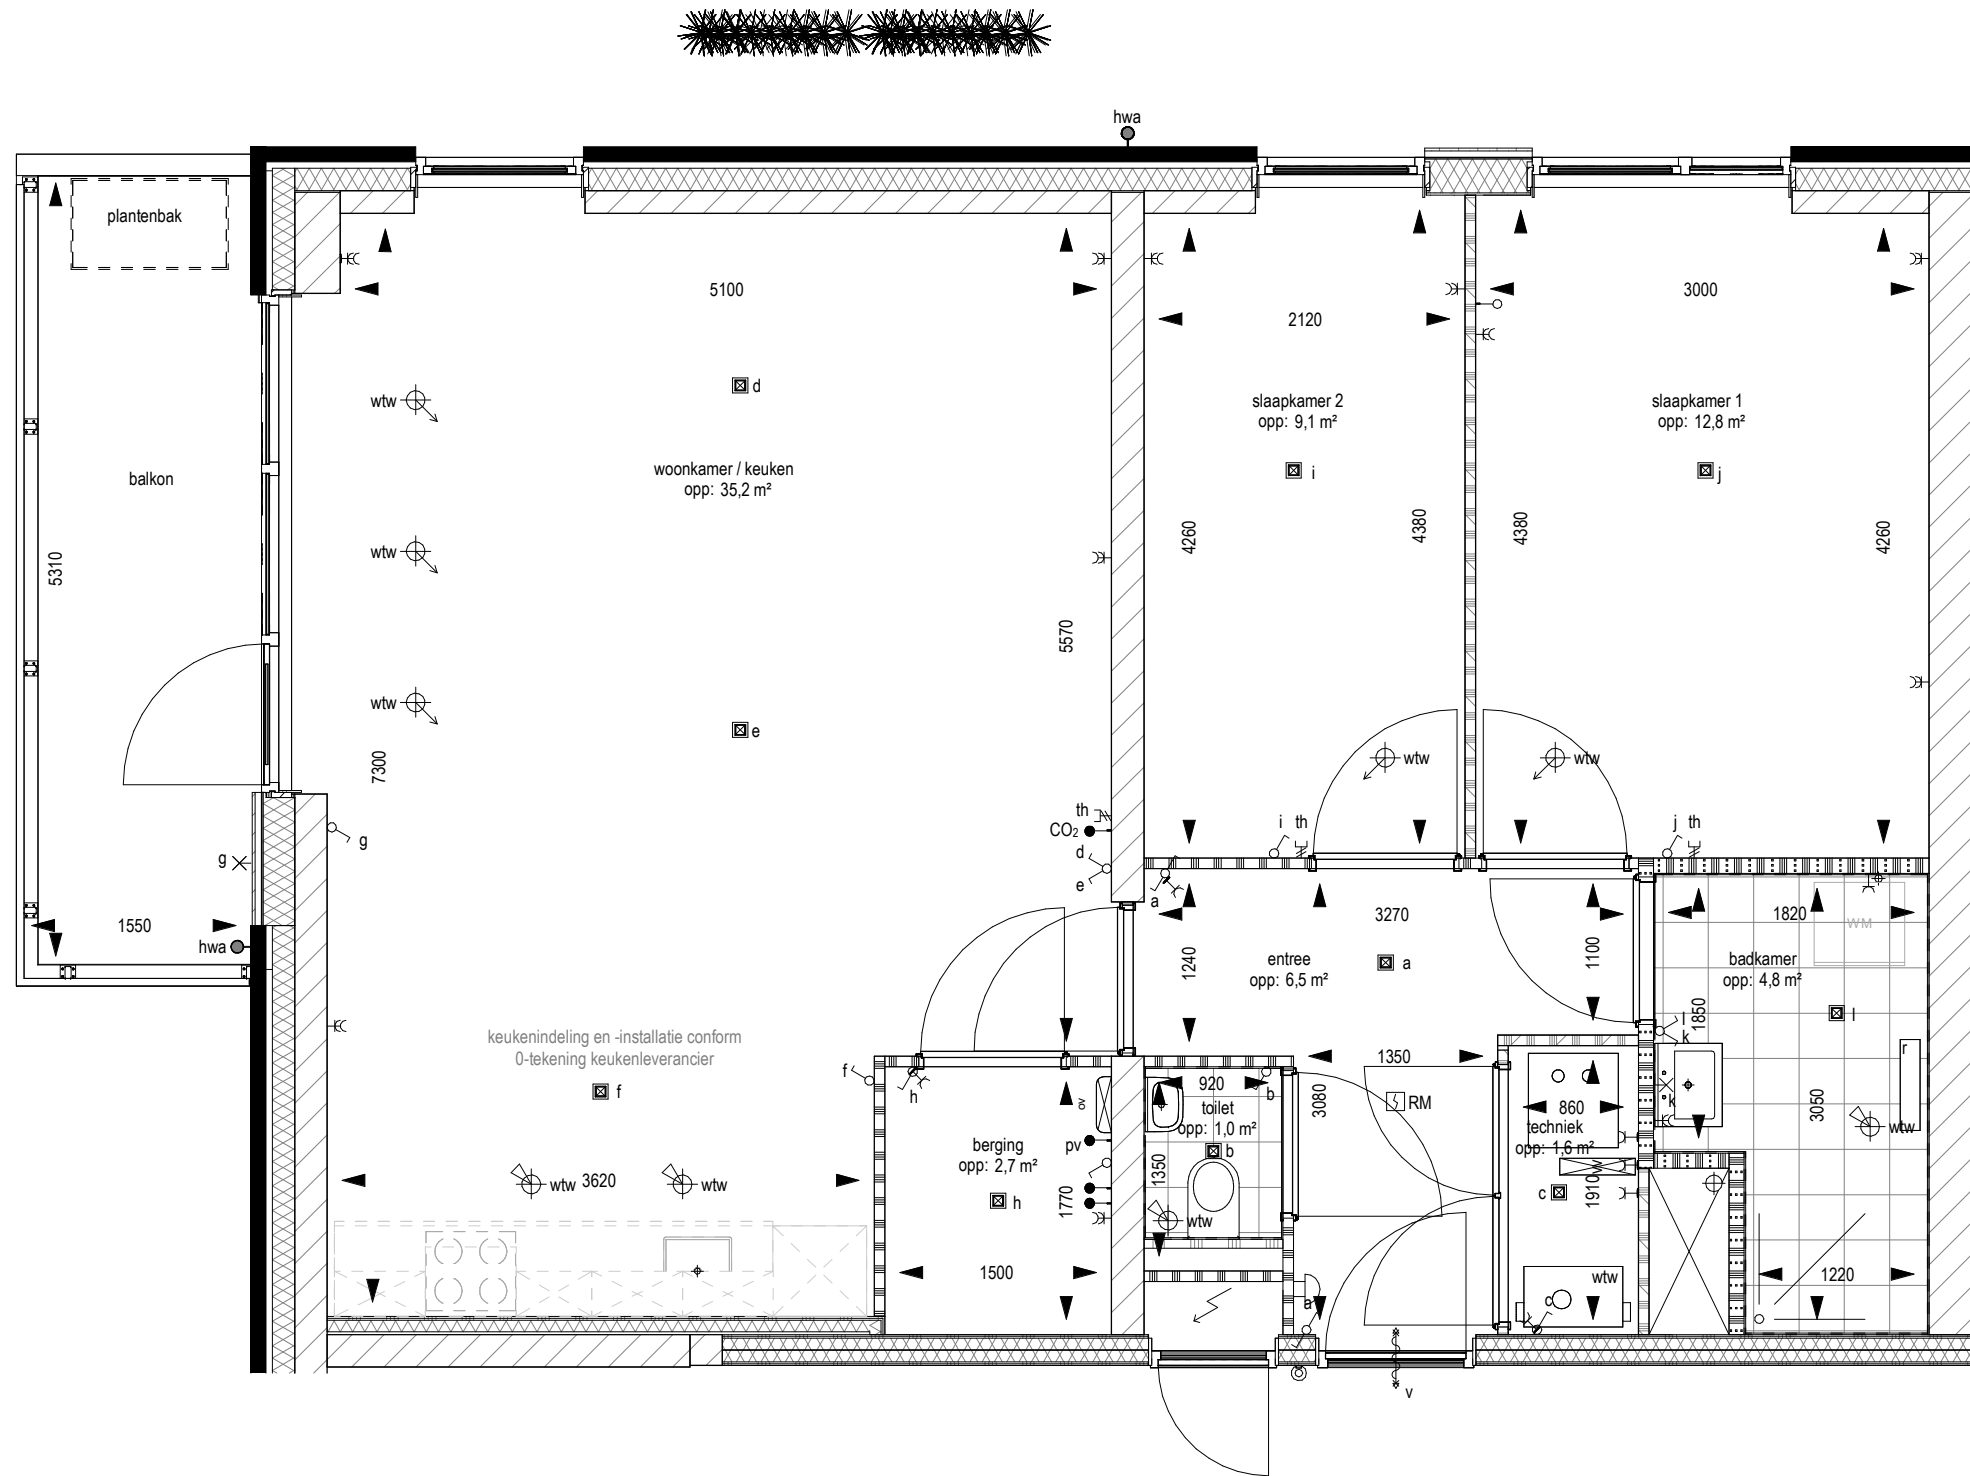 hwa
plantenbak
5100
3000
2120
d
wtw
slaapkamer 2
opp: 9,1 m²
slaapkamer 1
opp: 12,8 m²
woonkamer / keuken
opp: 35,2 m²
i
j
balkon
4260
4380
4380
4260
wtw
5310
5570
wtw
e
7300
wtw
wtw
th
CO2
i th
j th
g
g
d
e
a
1550
hwa
3270
1820
WM
1240
entree
opp: 6,5 m²
a
1100
badkamer
opp: 4,8 m²
1850
l
l
k
keukenindeling en -installatie conform
0-tekening keukenleverancier
f
f
h
1350
r
ov
920
toilet
opp: 1,0 m²
b
b
3080
RM
860
techniek
opp: 1,6 m²
k
3050
wtw
pv
berging
opp: 2,7 m²
h
1770
1350
wtw
3620
wtw
wtw
c
1910
1500
wtw
1220
a
c
v